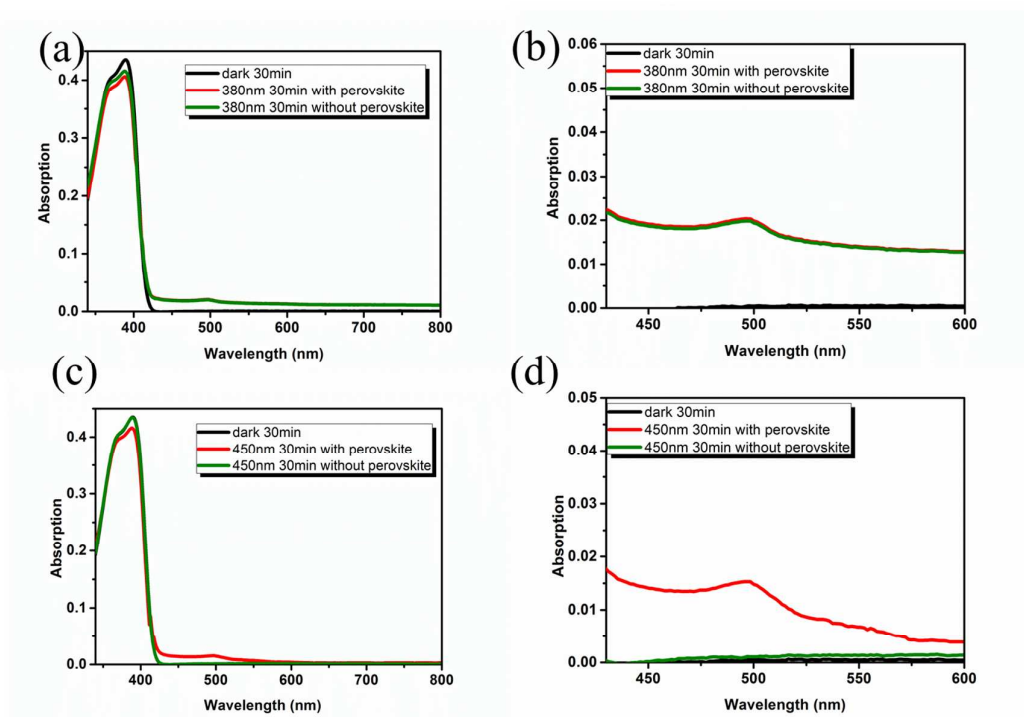 (a)
dark 30min
380nm 30min with perovskite
380nm 30min without perovskite
0.4
0.3
0.2
0.1
0.0
Absorption
400 500 600 700 800
Wavelength (nm)
(b)
dark 30min
380nm 30min with perovskite
380nm 30min without perovskite
0.06
0.05
0.04
0.03
0.02
0.01
0.00
Absorption
450 500 550 600
Wavelength (nm)
(c)
dark 30min
450nm 30min with perovskite
450nm 30min without perovskite
0.4
0.3
0.2
0.1
0.0
Absorption
400 500 600 700 800
Wavelength (nm)
(d)
dark 30min
450nm 30min with perovskite
450nm 30min without perovskite
0.05
0.04
0.03
0.02
0.01
0.00
Absorption
450 500 550 600
Wavelength (nm)